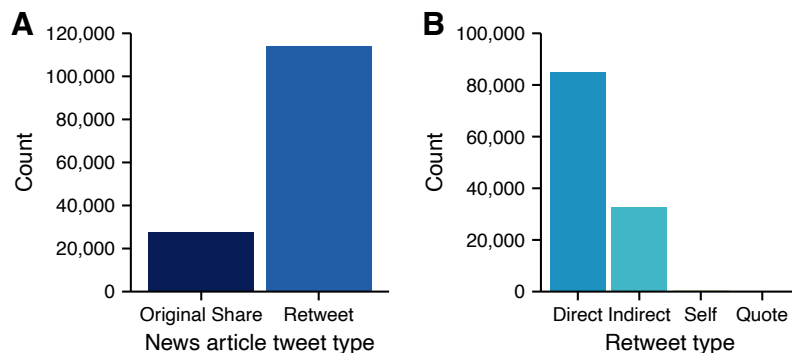 A
Count
120,000
100,000
80,000
60,000
40,000
20,000
0
Original Share Retweet
News article tweet type
B
Count
100,000
80,000
60,000
40,000
20,000
0
Direct Indirect Self Quote
Retweet type